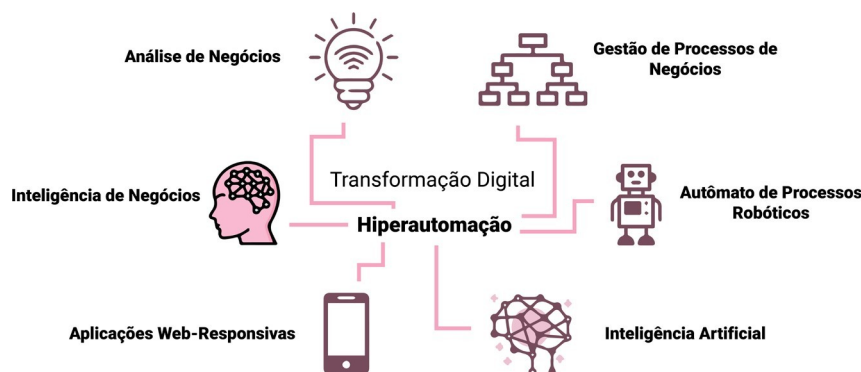 Análise de Negócios
Gestão de Processos de
Negócios
Inteligência de Negócios
Transformação Digital
Hiperautomação
Autômato de Processos
Robóticos
Aplicações Web-Responsivas
Inteligência Artificial